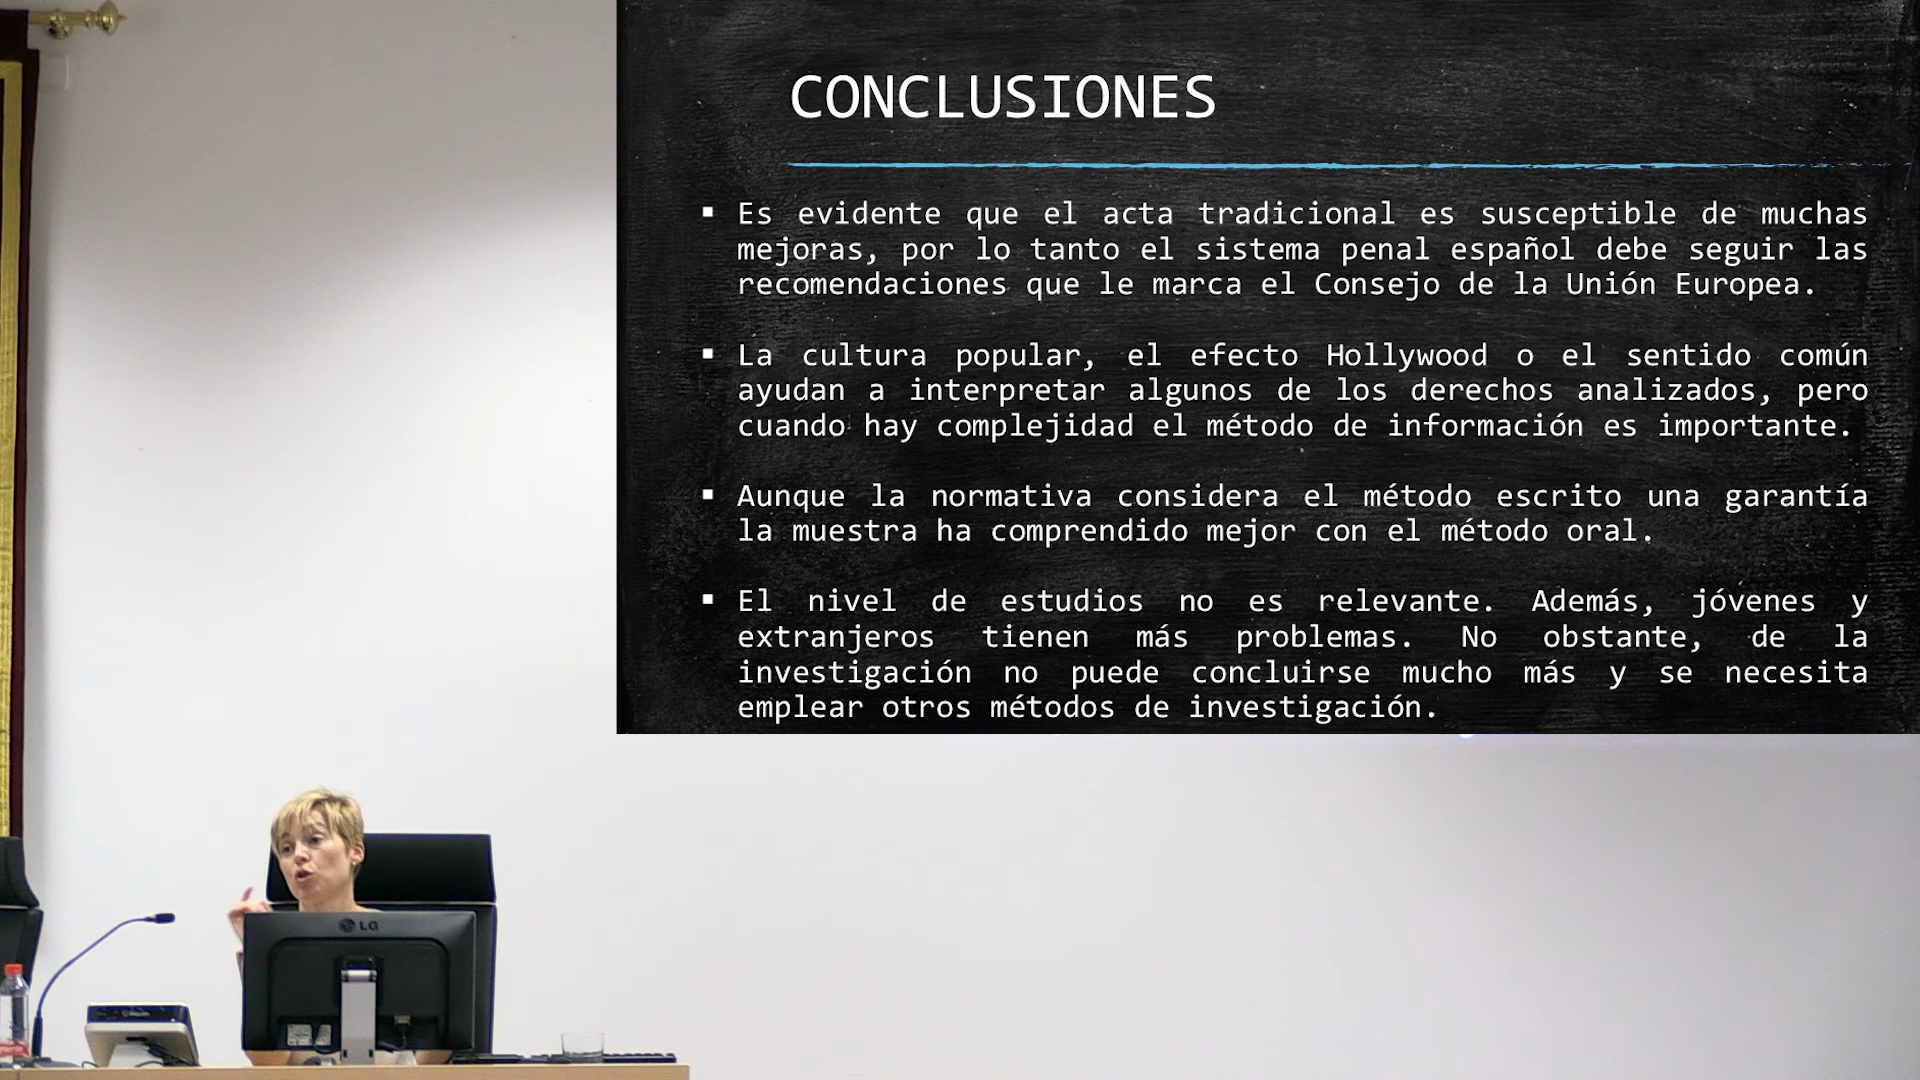 CONCLUSIONES
▪ Es evidente que el acta tradicional es susceptible de muchas
mejoras, por lo tanto el sistema penal español debe seguir las
recomendaciones que le marca el Consejo de la Unión Europea.
▪ La cultura popular, el efecto Hollywood o el sentido común
ayudan a interpretar algunos de los derechos analizados, pero
cuando hay complejidad el método de información es importante.
▪ Aunque la normativa considera el método escrito una garantía
la muestra ha comprendido mejor con el método oral.
▪ El nivel de estudios no es relevante. Además, jóvenes y
extranjeros tienen más problemas. No obstante, de la
investigación no puede concluirse mucho más y se necesita
emplear otros métodos de investigación.
LG